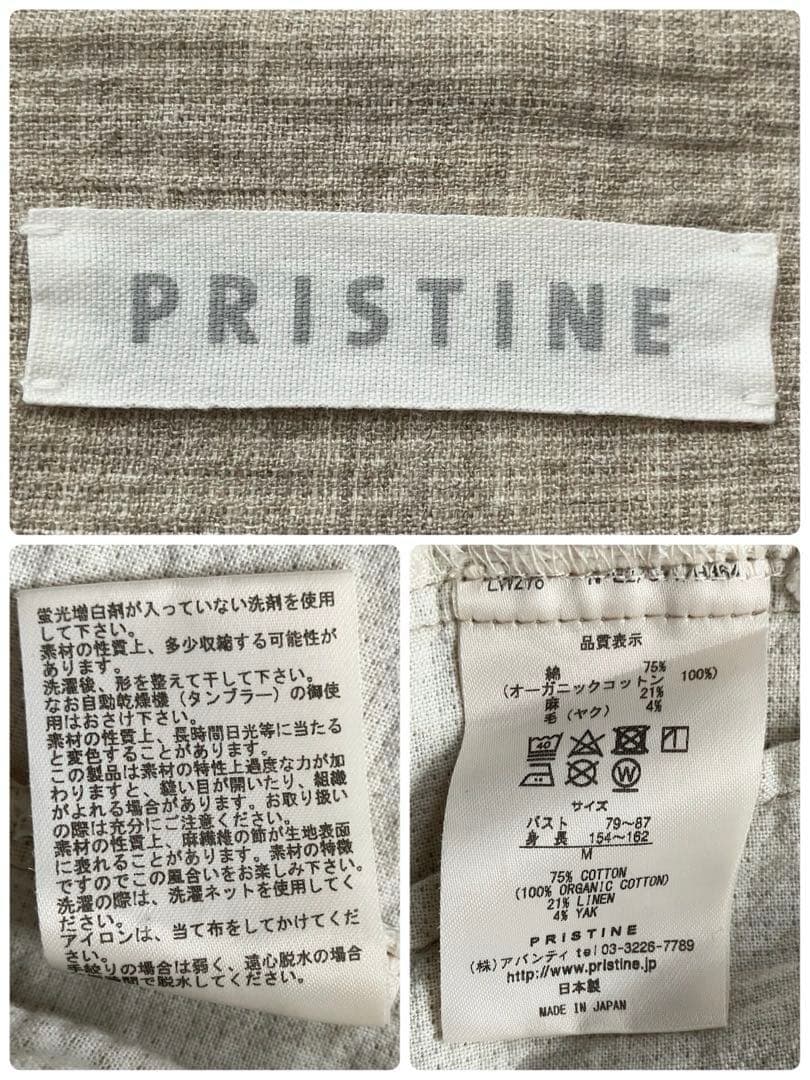 PRISTINE
蛍光増白剤が入っていない洗剤を使用
して下さい。
素材の性質上、多少収縮する可能性が
あります。
洗濯後、形を整えて干して下さい。
なお自動乾燥機（タンブラー）の御使
用はおさけ下さい。
素材の性質上、長時間日光等に当たる
と変色することがあります。
この製品は素材の特性上過度な力が加
わりますと、縫い目が開いたり、組織
がよれる場合があります。お取り扱い
の際は充分にご注意ください。
素材の性質上、麻繊維の節が生地表面
に表れることがあります。素材の特徴
ですのでこの風合いをお楽しみ下さい。
洗濯の際は、洗濯ネットを使用してく
ださい。
アイロンは、当て布をしてかけてくだ
さい。
手絞りの場合は弱く、遠心脱水の場合
時間で脱水してください。
品質表示
綿 75%
(オーガニックコットン 100%)
麻 21%
毛（ヤク） 4%
40
W
サイズ
バスト 79〜87
身長 154〜162
M
75% COTTON
(100% ORGANIC COTTON)
21% LINEN
4% YAK
PRISTINE
(株)アバンティ tel 03-3226-7789
http://www.pristine.jp
日本製
MADE IN JAPAN